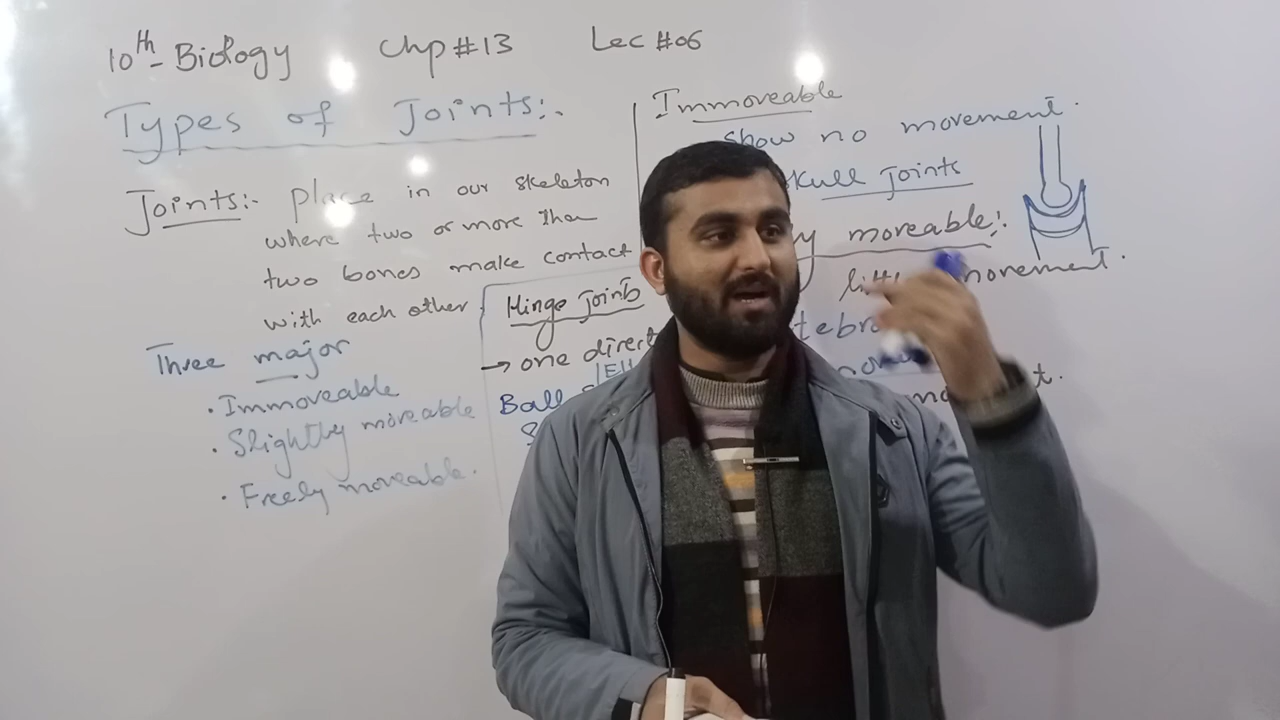 10th Biology Chp #13 Lec #06
Types of Joints:.
Joints:- place in our skeleton
where two or more than
two bones make contact
with each other
Three major
· Immoveable
· Slightly moveable
· Freely moveable.
Hinge Joints
→ one direct
Ball
Immoveable
show no movement.
skull Joints
moveable:
little movement.